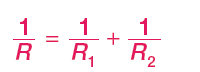 1/R = 1/R₁ + 1/R₂